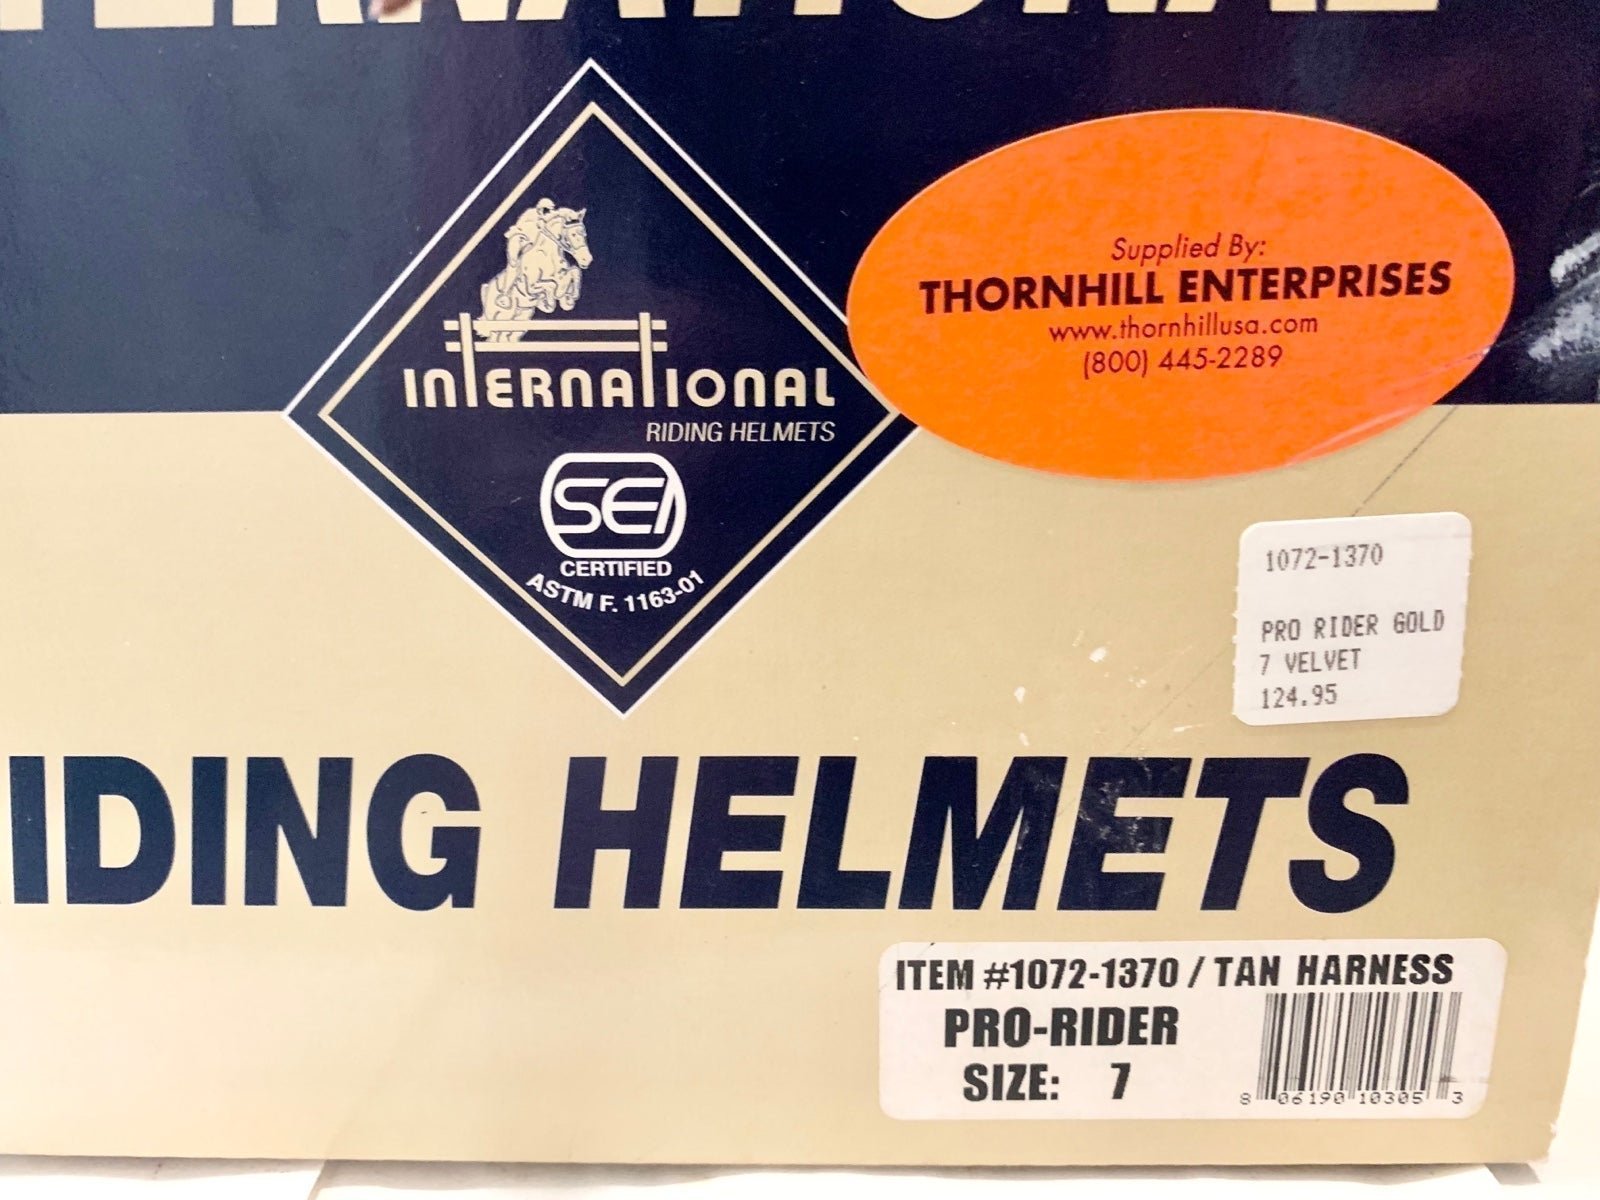 INTERNATIONAL
INTERNATIONAL
RIDING HELMETS
SEI
CERTIFIED
ASTM F. 1163-01
Supplied By:
THORNHILL ENTERPRISES
www.thornhillusa.com
(800) 445-2289
1072-1370
PRO RIDER GOLD
7 VELVET
124.95
RIDING HELMETS
ITEM #1072-1370 / TAN HARNESS
PRO-RIDER
SIZE: 7
8 06190 10305 3